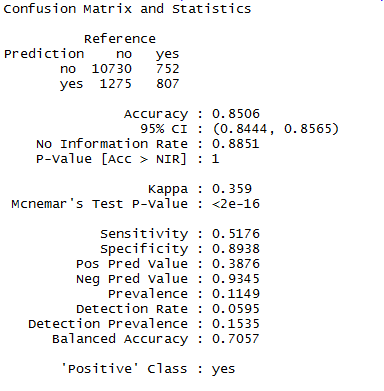 Confusion Matrix and Statistics
Reference
Prediction no yes
no 10730 752
yes 1275 807
Accuracy : 0.8506
95% CI : (0.8444, 0.8565)
No Information Rate : 0.8851
P-Value [Acc > NIR] : 1
Kappa : 0.359
Mcnemar's Test P-Value : <2e-16
Sensitivity : 0.5176
Specificity : 0.8938
Pos Pred Value : 0.3876
Neg Pred Value : 0.9345
Prevalence : 0.1149
Detection Rate : 0.0595
Detection Prevalence : 0.1535
Balanced Accuracy : 0.7057
'Positive' Class : yes